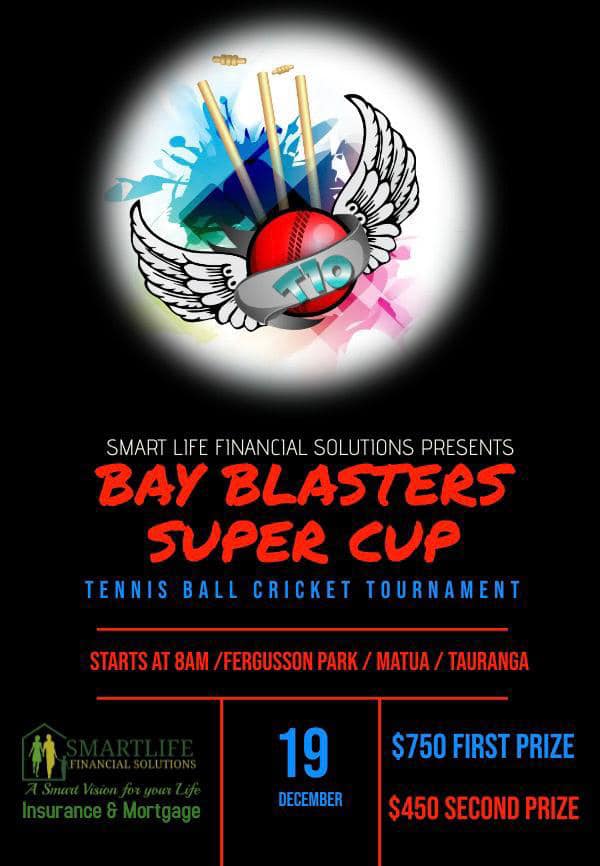 T10
SMART LIFE FINANCIAL SOLUTIONS PRESENTS
BAY BLASTERS
SUPER CUP
TENNIS BALL CRICKET TOURNAMENT
STARTS AT 8AM /FERGUSSON PARK / MATUA / TAURANGA
SMARTLIFE
FINANCIAL SOLUTIONS
A Smart Vision for your Life
Insurance & Mortgage
19
DECEMBER
$750 FIRST PRIZE
$450 SECOND PRIZE